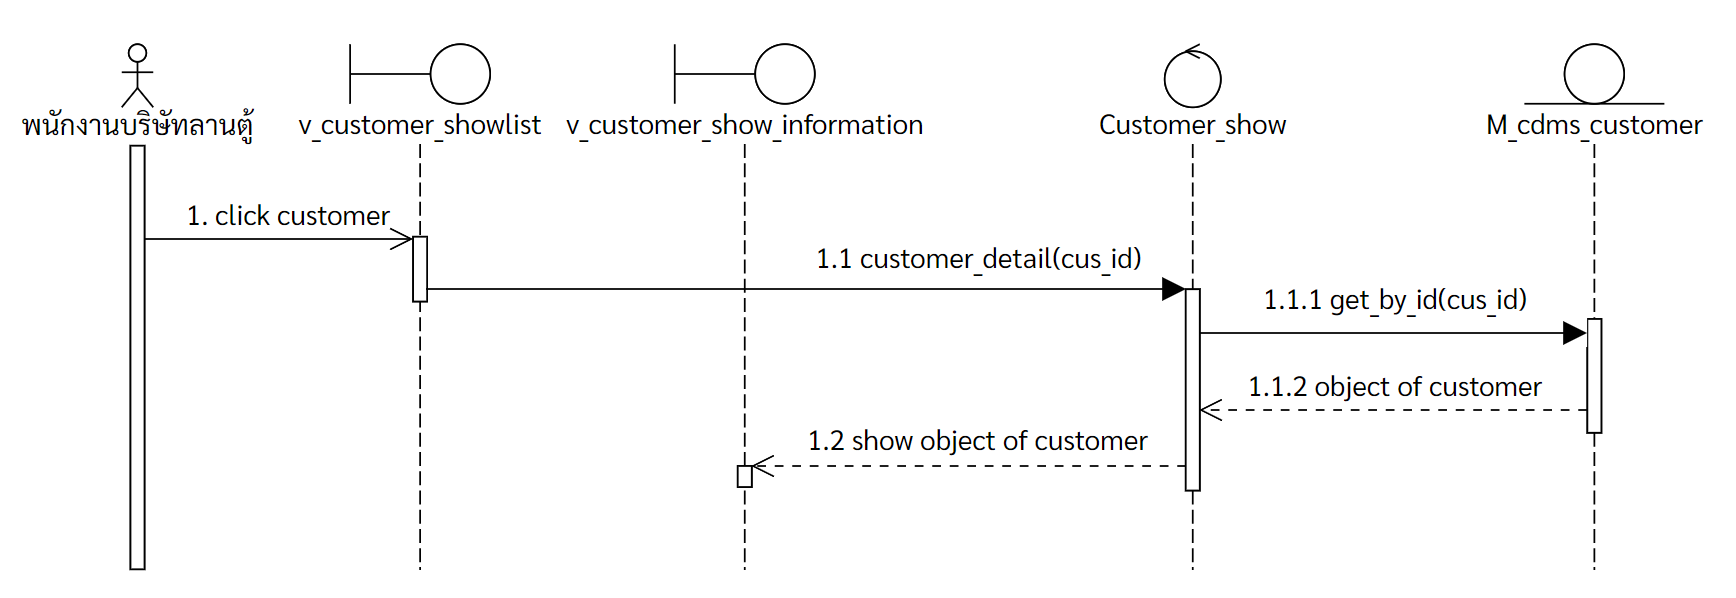 พนักงานบริษัทลานตู้
v_customer_showlist
v_customer_show_information
Customer_show
M_cdms_customer
1. click customer
1.1 customer_detail(cus_id)
1.1.1 get_by_id(cus_id)
1.1.2 object of customer
1.2 show object of customer